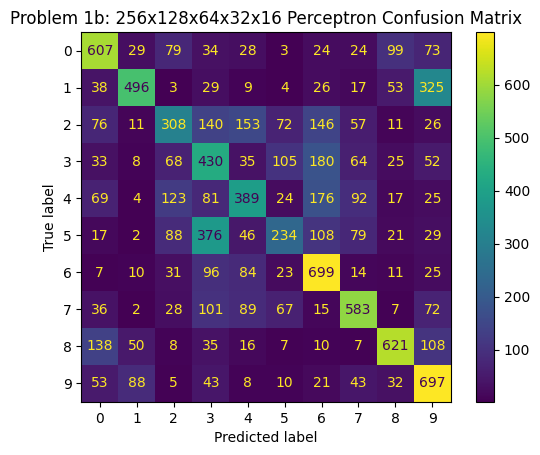 Problem 1b: 256x128x64x32x16 Perceptron Confusion Matrix
0 607 29 79 34 28 3 24 24 99 73
1 38 496 3 29 9 4 26 17 53 325
2 76 11 308 140 153 72 146 57 11 26
3 33 8 68 430 35 105 180 64 25 52
4 69 4 123 81 389 24 176 92 17 25
5 17 2 88 376 46 234 108 79 21 29
6 7 10 31 96 84 23 699 14 11 25
7 36 2 28 101 89 67 15 583 7 72
8 138 50 8 35 16 7 10 7 621 108
9 53 88 5 43 8 10 21 43 32 697
0 1 2 3 4 5 6 7 8 9
Predicted label
True label
600
500
400
300
200
100